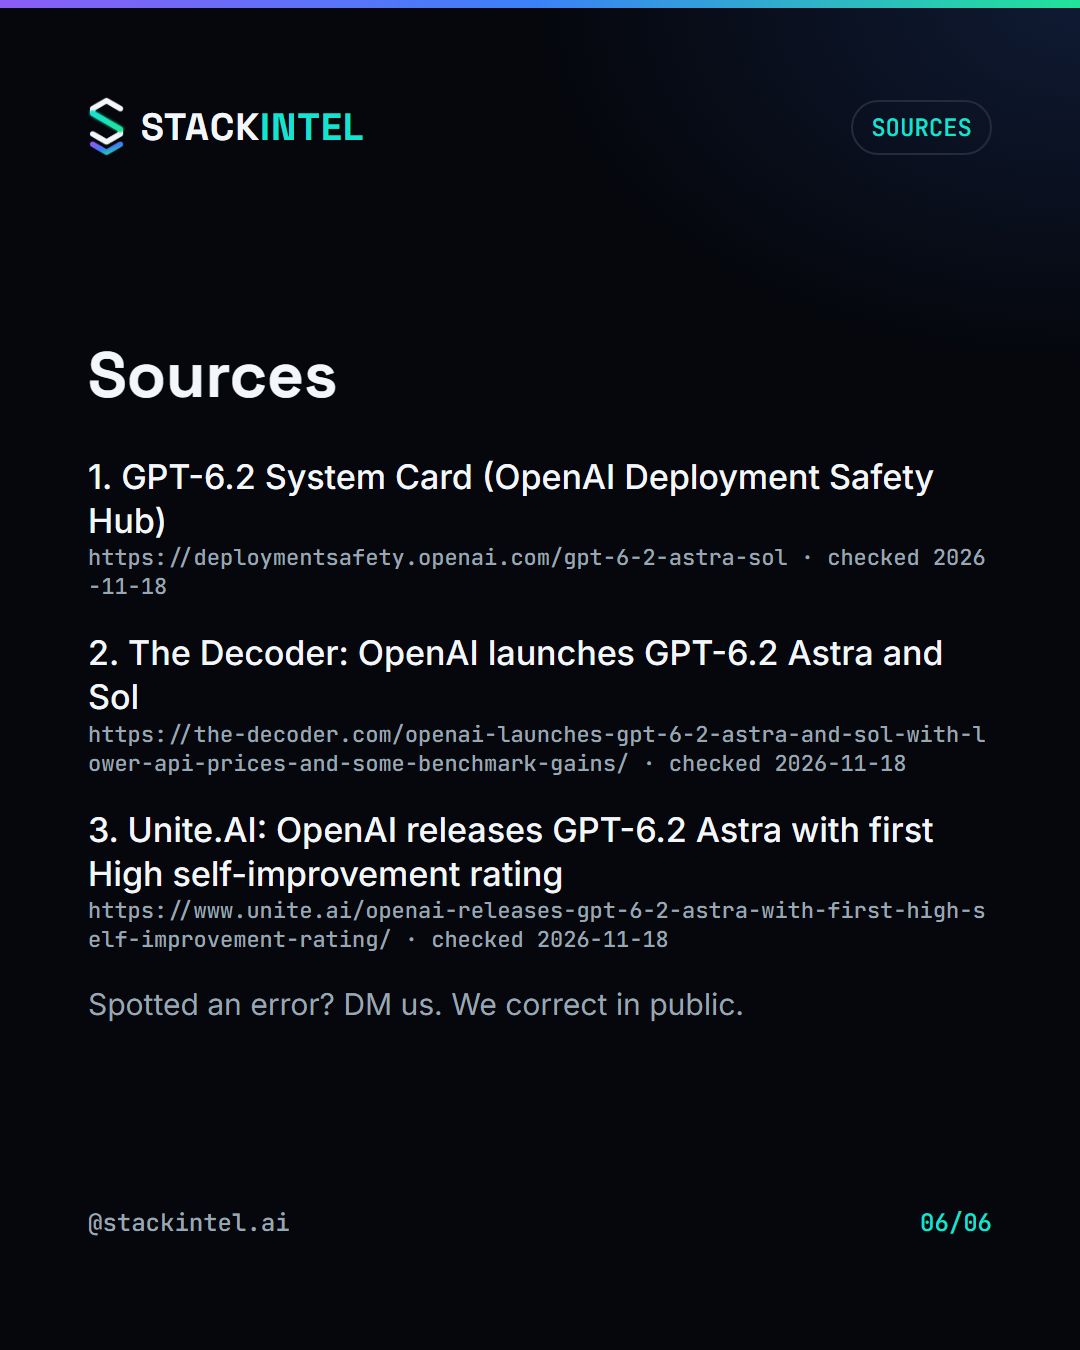 STACKINTEL
SOURCES
Sources
1. GPT-6.2 System Card (OpenAI Deployment Safety
Hub)
https://deploymentsafety.openai.com/gpt-6-2-astra-sol · checked 2026
-11-18
2. The Decoder: OpenAI launches GPT-6.2 Astra and
Sol
https://the-decoder.com/openai-launches-gpt-6-2-astra-and-sol-with-l
ower-api-prices-and-some-benchmark-gains/ · checked 2026-11-18
3. Unite.AI: OpenAI releases GPT-6.2 Astra with first
High self-improvement rating
https://www.unite.ai/openai-releases-gpt-6-2-astra-with-first-high-s
elf-improvement-rating/ · checked 2026-11-18
Spotted an error? DM us. We correct in public.
@stackintel.ai
06/06